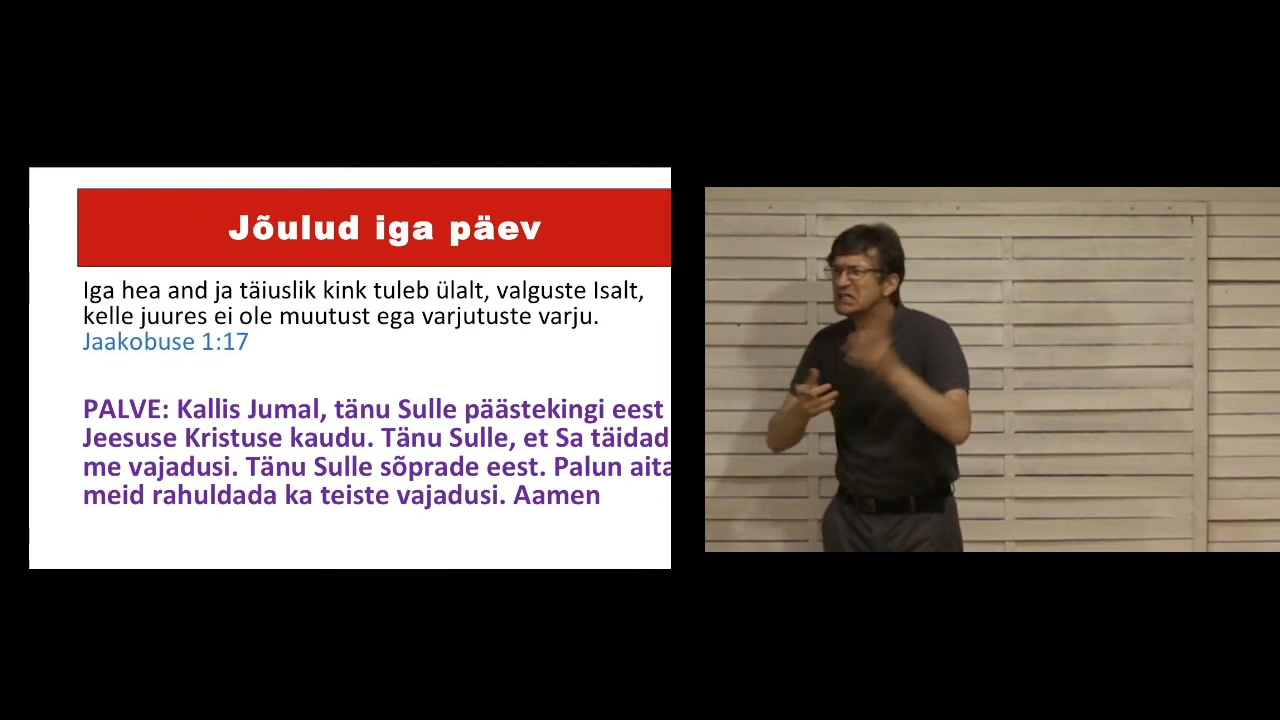 Jõulud iga päev
Iga hea and ja täiuslik kink tuleb ülalt, valguste Isalt,
kelle juures ei ole muutust ega varjutuste varju.
Jaakobuse 1:17
PALVE: Kallis Jumal, tänu Sulle päästekingi eest
Jeesuse Kristuse kaudu. Tänu Sulle, et Sa täidad
me vajadusi. Tänu Sulle sõprade eest. Palun aita
meid rahuldada ka teiste vajadusi. Aamen